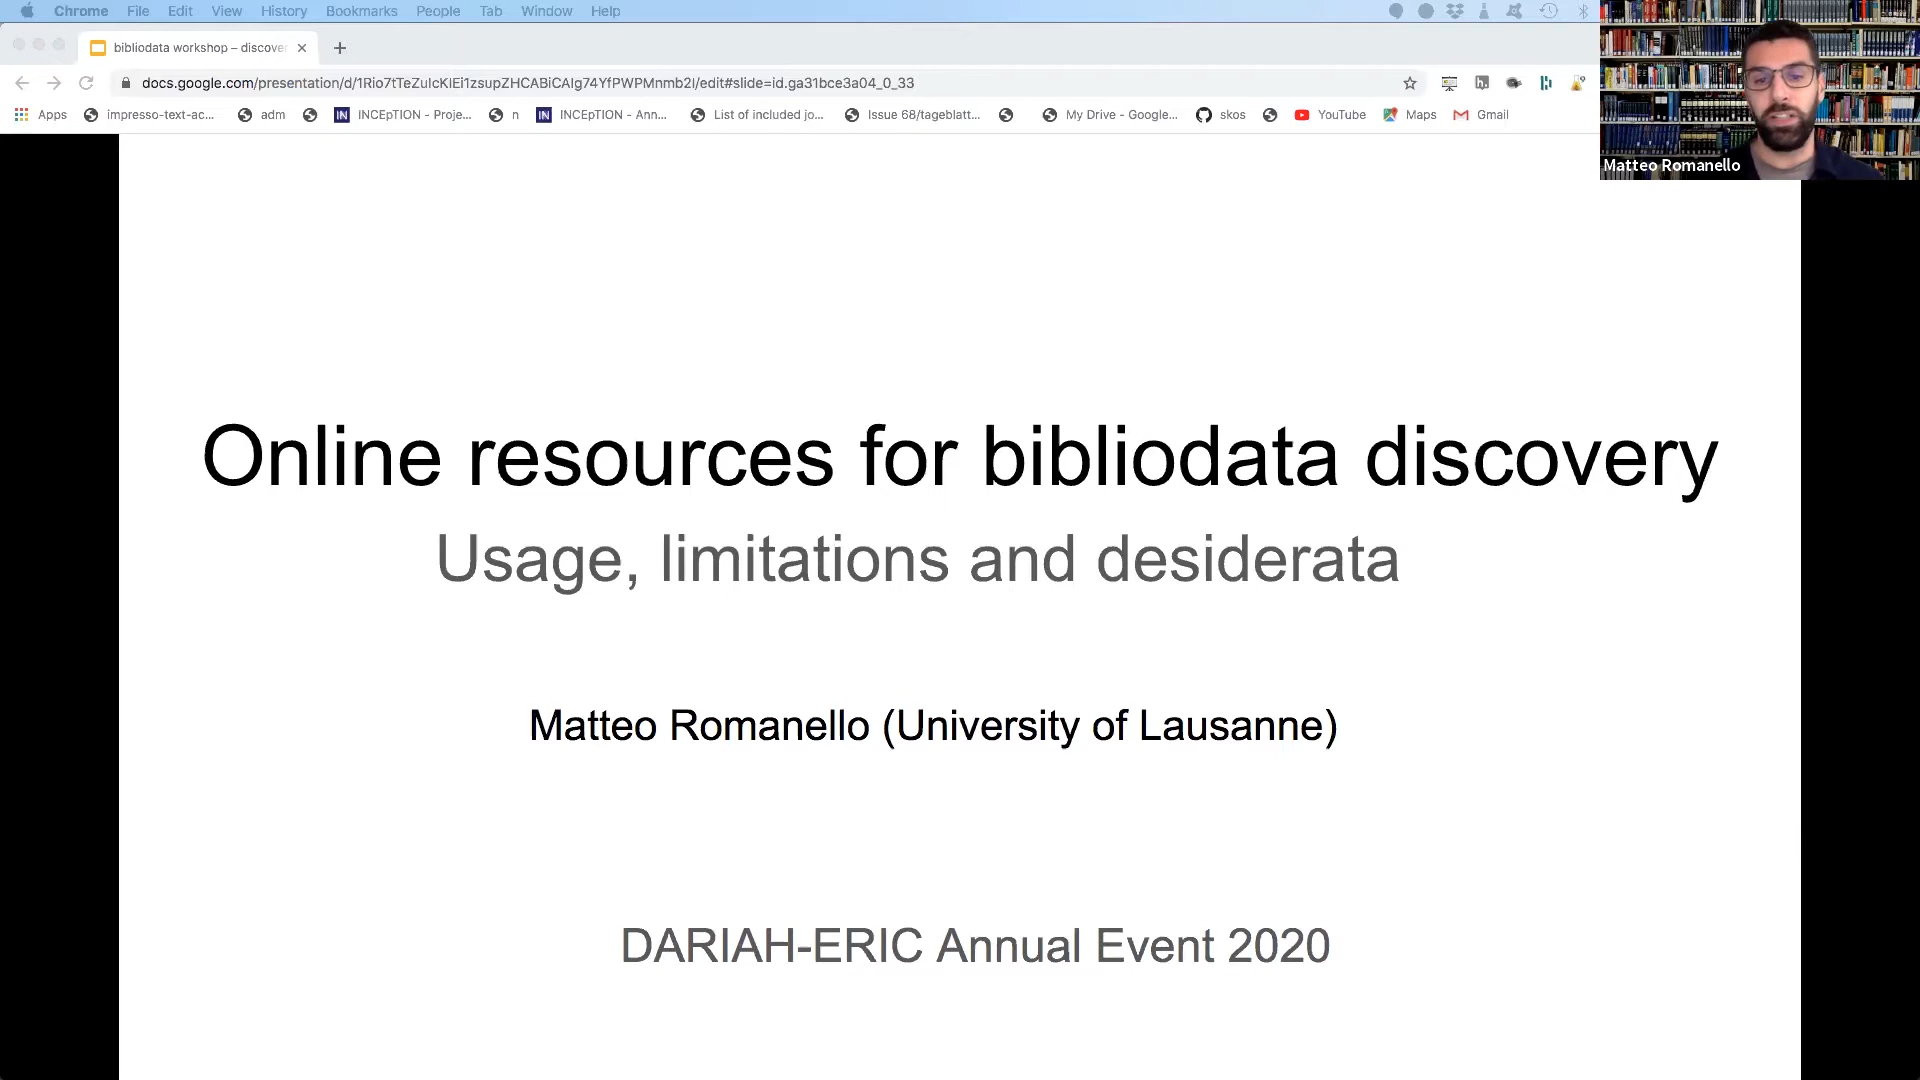 Chrome File Edit View History Bookmarks People Tab Window Help
bibliodata workshop – discover
docs.google.com/presentation/d/1Rio7tTeZuIcKIEi1zsupZHCABiCAIg74YfPWPMnmb2I/edit#slide=id.ga31bce3a04_0_33
Apps impresso-text-ac... adm IN INCEpTION - Proje... n IN INCEpTION - Ann... List of included jo... Issue 68/tageblatt... My Drive - Google... skos YouTube Maps Gmail
Matteo Romanello
Online resources for bibliodata discovery
Usage, limitations and desiderata
Matteo Romanello (University of Lausanne)
DARIAH-ERIC Annual Event 2020